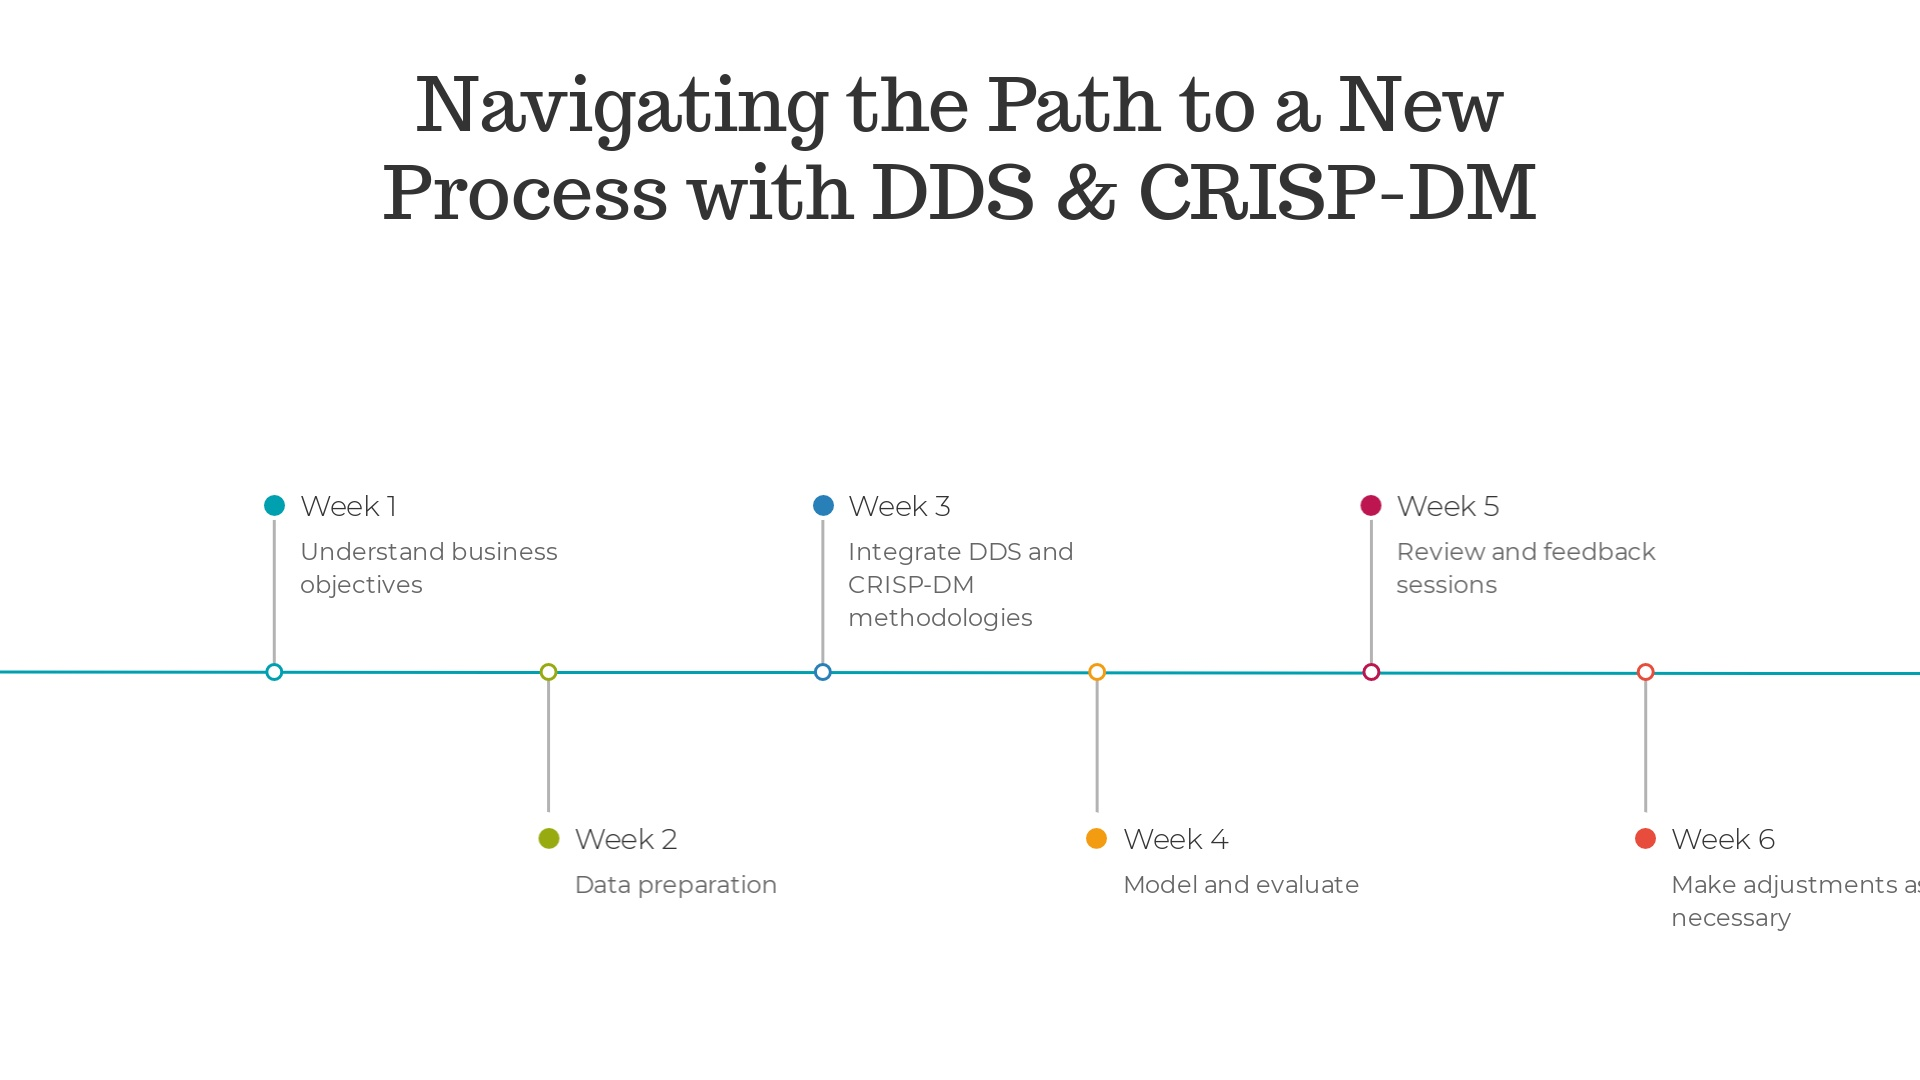 Navigating the Path to a New
Process with DDS & CRISP-DM
Week 1
Understand business
objectives
Week 3
Integrate DDS and
CRISP-DM
methodologies
Week 5
Review and feedback
sessions
Week 2
Data preparation
Week 4
Model and evaluate
Week 6
Make adjustments as
necessary